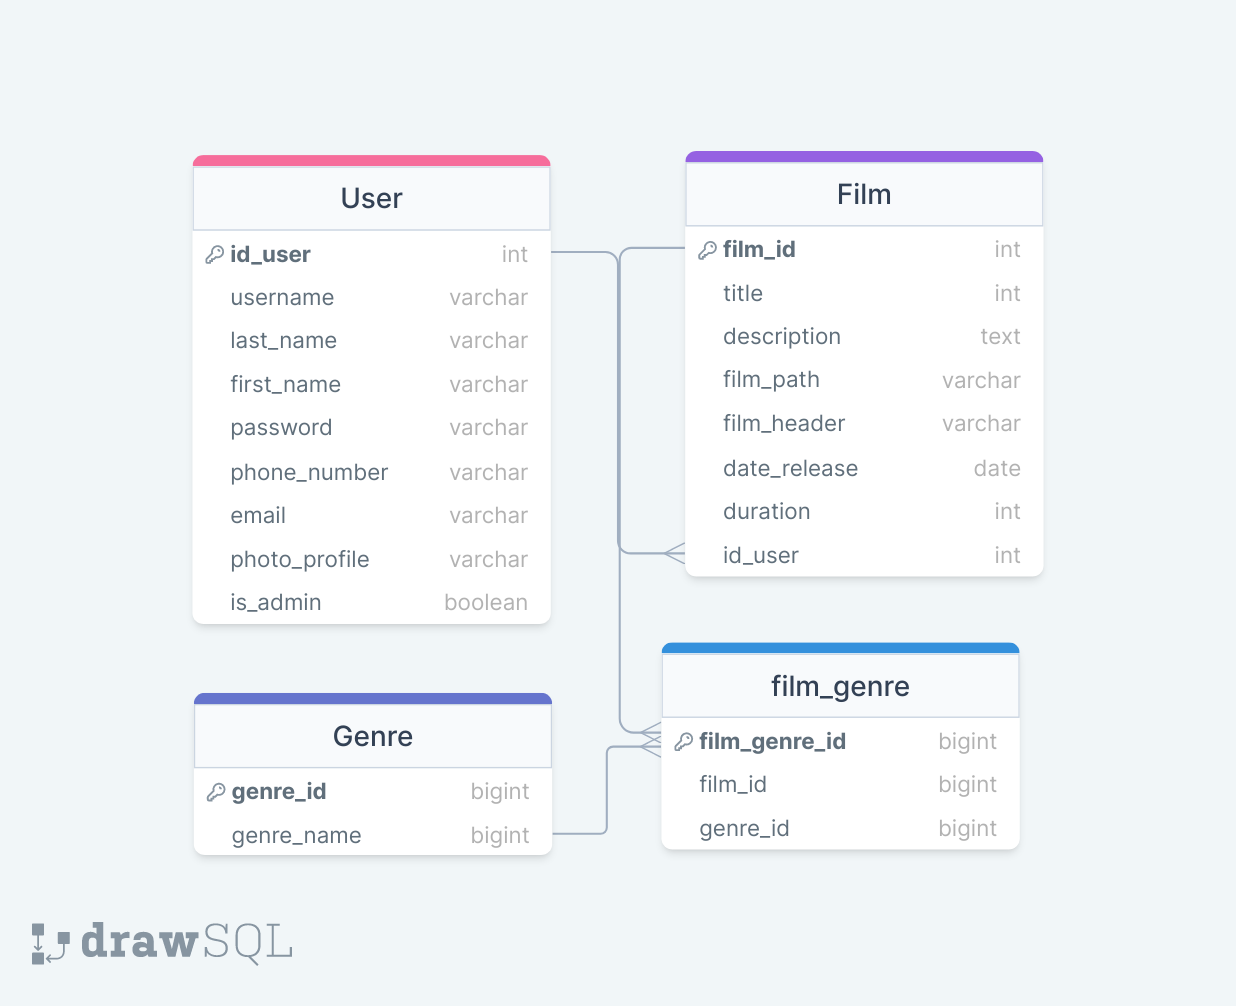 User
id_user int
username varchar
last_name varchar
first_name varchar
password varchar
phone_number varchar
email varchar
photo_profile varchar
is_admin boolean
Film
film_id int
title int
description text
film_path varchar
film_header varchar
date_release date
duration int
id_user int
Genre
genre_id bigint
genre_name bigint
film_genre
film_genre_id bigint
film_id bigint
genre_id bigint
drawSQL